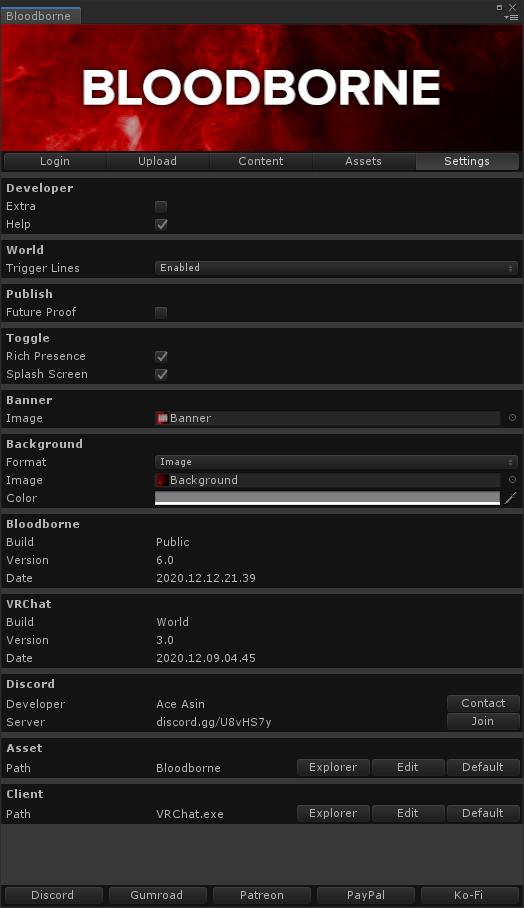 Bloodborne
BLOODBORNE
Login Upload Content Assets Settings
Developer
Extra
Help
World
Trigger Lines Enabled
Publish
Future Proof
Toggle
Rich Presence
Splash Screen
Banner
Image Banner
Background
Format Image
Image Background
Color
Bloodborne
Build Public
Version 6.0
Date 2020.12.12.21.39
VRChat
Build World
Version 3.0
Date 2020.12.09.04.45
Discord
Developer Ace Asin Contact
Server discord.gg/U8vHS7y Join
Asset
Path Bloodborne Explorer Edit Default
Client
Path VRChat.exe Explorer Edit Default
Discord Gumroad Patreon PayPal Ko-Fi